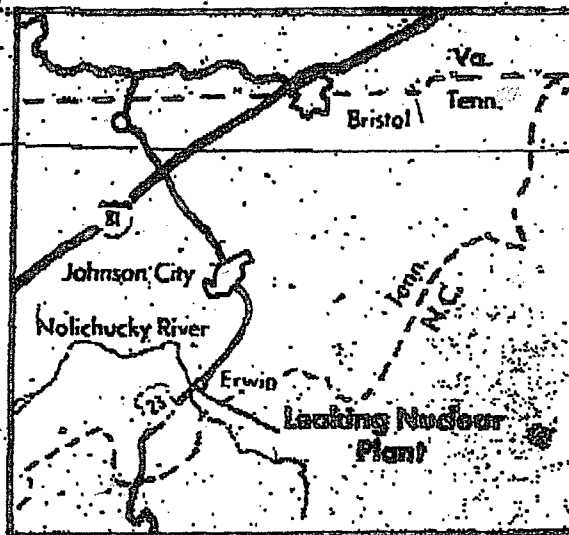 Va.
Bristol
Tenn.
81
Johnson City
Tenn.
N.C.
Nolichucky River
Erwin
23
Leaking Nuclear
Plant